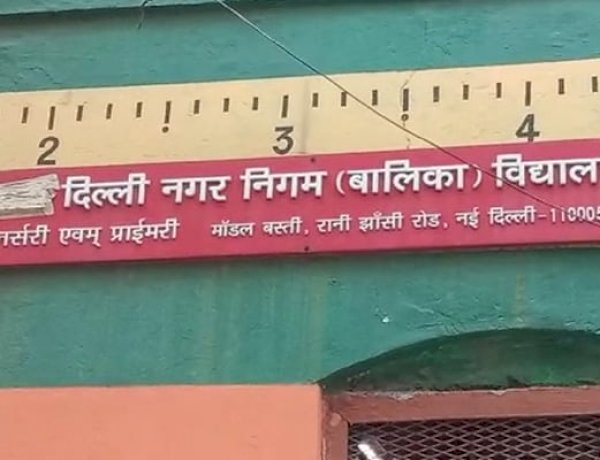 2 3 4
दिल्ली नगर निगम (बालिका) विद्याल
नर्सरी एवम् प्राईमरी मॉडल बस्ती, रानी झाँसी रोड, नई दिल्ली-110005